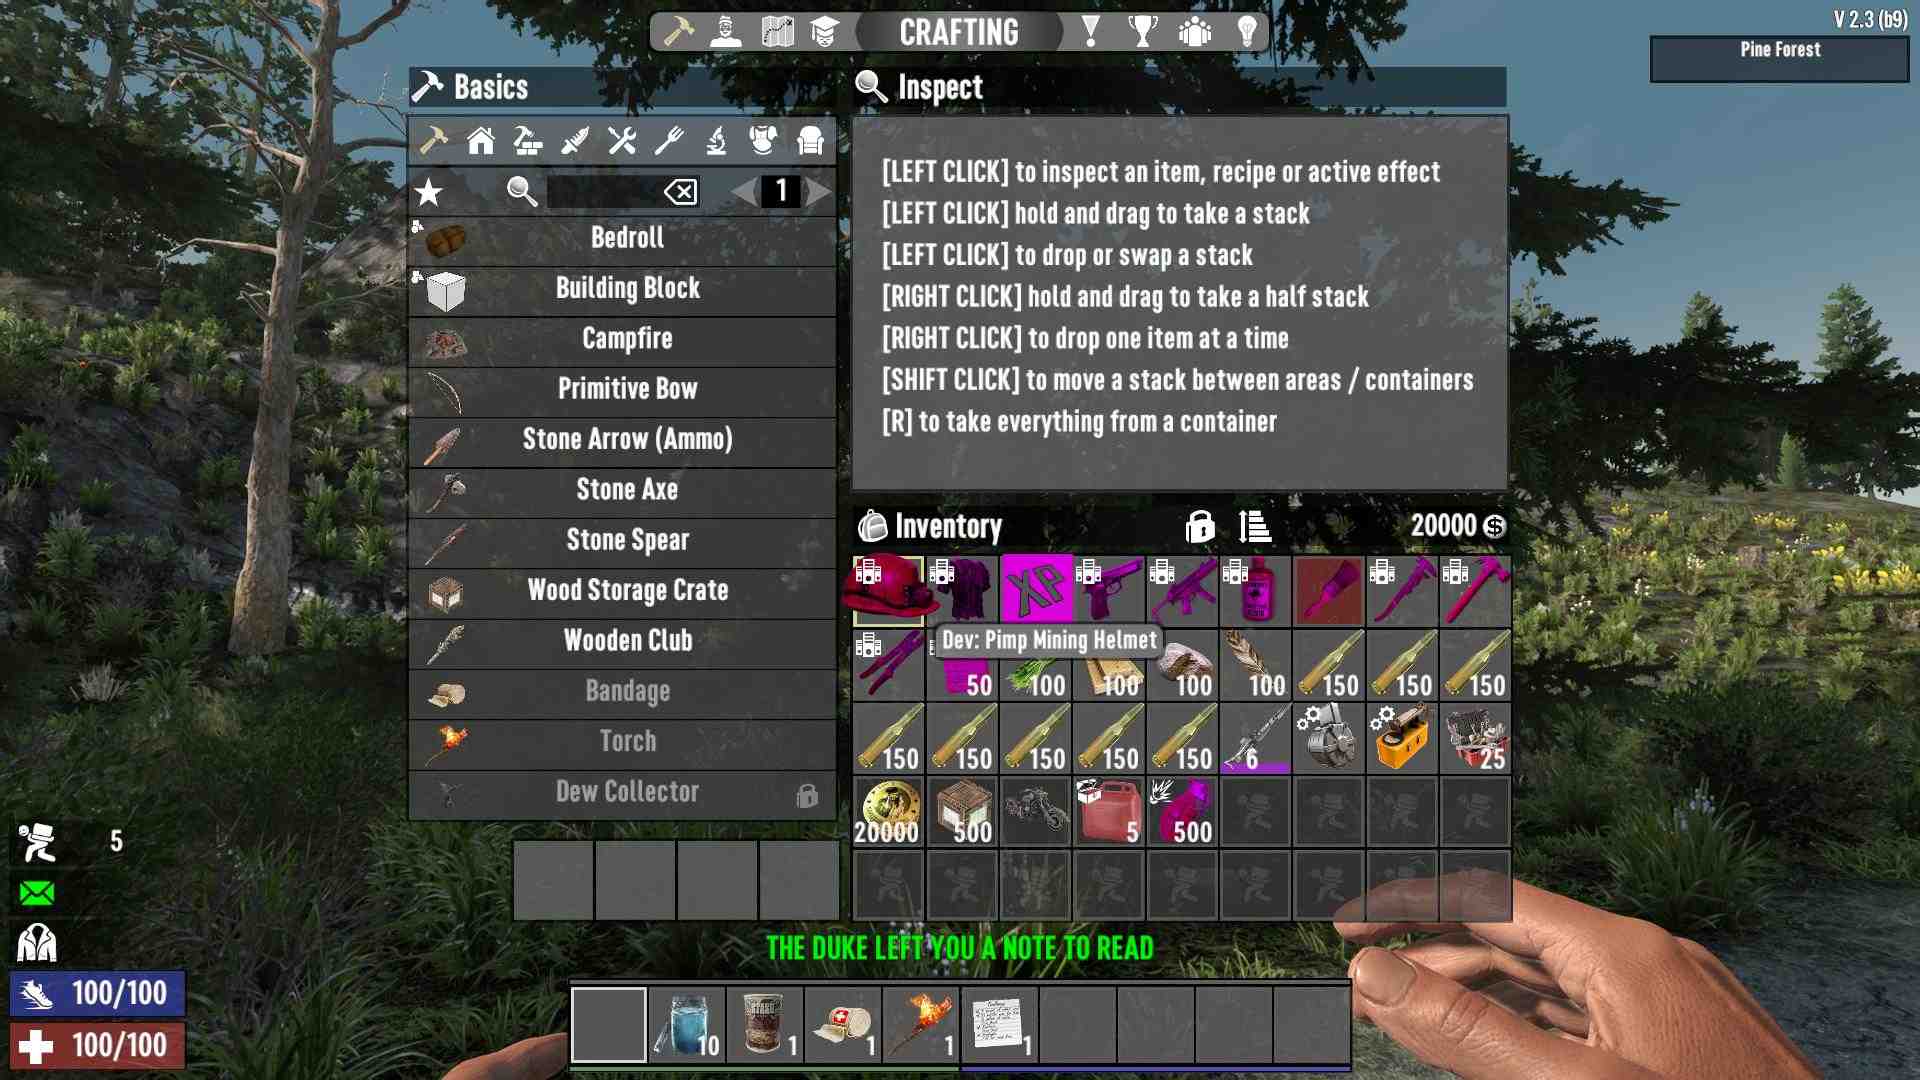 CRAFTING
V 2.3 (b9)
Pine Forest
Basics
1
Bedroll
Building Block
Campfire
Primitive Bow
Stone Arrow (Ammo)
Stone Axe
Stone Spear
Wood Storage Crate
Wooden Club
Bandage
Torch
Dew Collector
Inspect
[LEFT CLICK] to inspect an item, recipe or active effect
[LEFT CLICK] hold and drag to take a stack
[LEFT CLICK] to drop or swap a stack
[RIGHT CLICK] hold and drag to take a half stack
[RIGHT CLICK] to drop one item at a time
[SHIFT CLICK] to move a stack between areas / containers
[R] to take everything from a container
Inventory
20000
XP
Dev: Pimp Mining Helmet
50 100 100 100 100 150 150 150
150 150 150 150 150 6 25
20000 500 5 500
5
THE DUKE LEFT YOU A NOTE TO READ
100/100
100/100
10 1 1 1 1